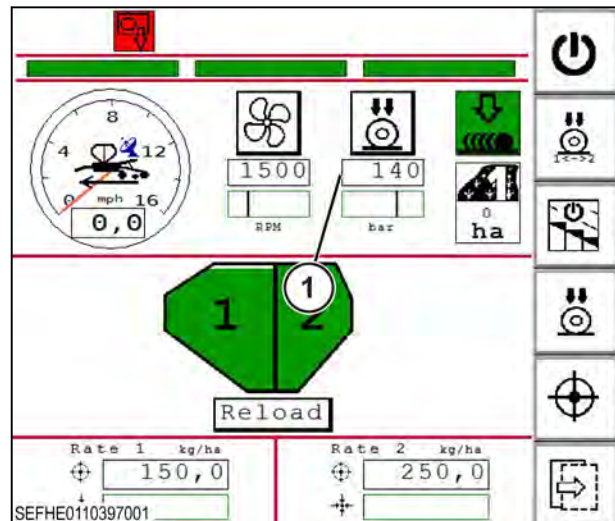 8
4
12
0
mph
16
0,0
1500
RPM
140
bar
0
ha
1<->2
1
1
2
Reload
Rate 1 kg/ha
150,0
Rate 2 kg/ha
250,0
SEFHE0110397001